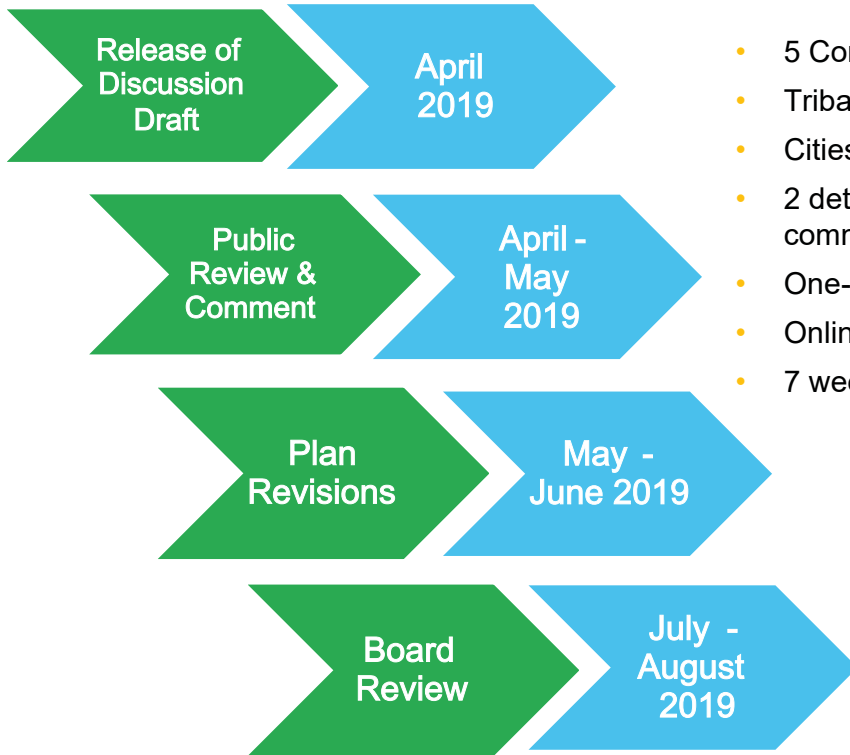 Release of
Discussion
Draft
April
2019
Public
Review &
Comment
April -
May
2019
Plan
Revisions
May -
June 2019
Board
Review
July -
August
2019
• 5
•
•
• 2
• One-
•
• 7